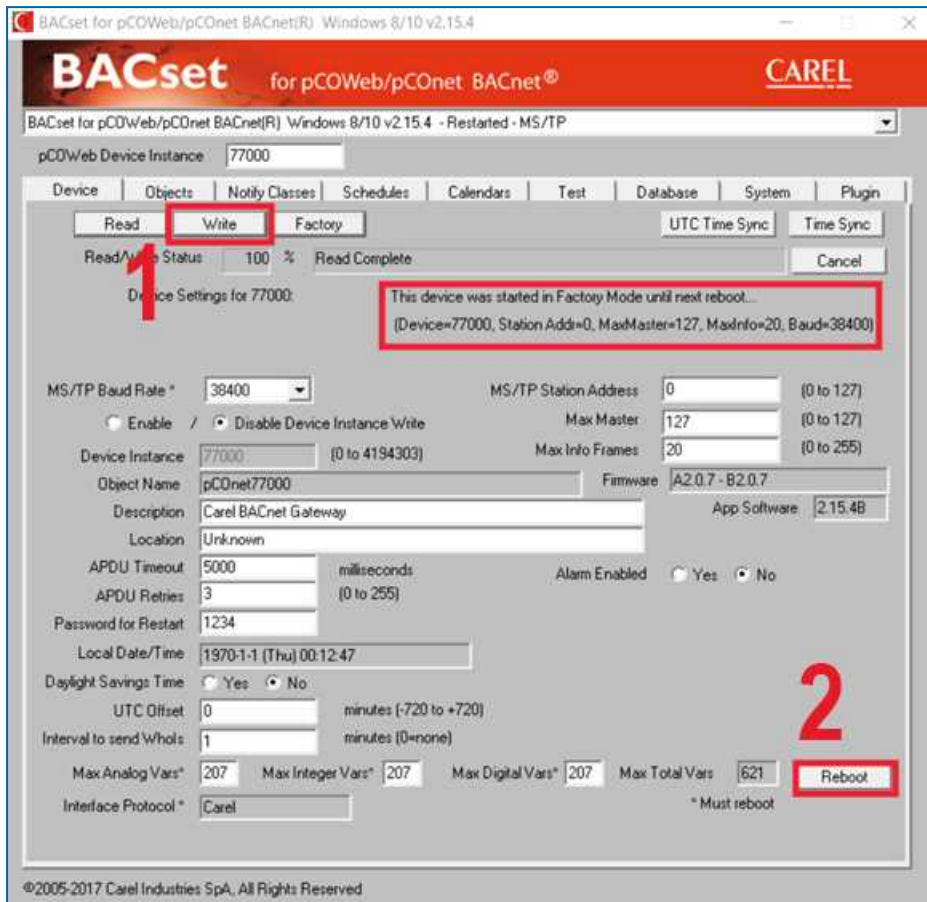 BACset for pCOWeb/pCOnet BACnet(R) Windows 8/10 v2.15.4
BACset for pCOWeb/pCOnet BACnet®
CAREL
BACset for pCOWeb/pCOnet BACnet(R) Windows 8/10 v2.15.4 - Restarted - MS/TP
pCOWeb Device Instance 77000
Device Objects Notify Classes Schedules Calendars Test Database System Plugin
Read Write Factory UTC Time Sync Time Sync
1
Read/Write Status 100 % Read Complete Cancel
Device Settings for 77000: This device was started in Factory Mode until next reboot...
(Device=77000, Station Addr=0, MaxMaster=127, MaxInfo=20, Baud=38400)
MS/TP Baud Rate * 38400 MS/TP Station Address 0 (0 to 127)
Enable / Disable Device Instance Write Max Master 127 (0 to 127)
Device Instance 77000 (0 to 4194303) Max Info Frames 20 (0 to 255)
Object Name pCOnet77000 Firmware A2.0.7 - B2.0.7
Description Carel BACnet Gateway App Software 2.15.4B
Location Unknown
APDU Timeout 5000 milliseconds Alarm Enabled Yes No
APDU Retries 3 (0 to 255)
Password for Restart 1234
Local Date/Time 1970-1-1 (Thu) 00:12:47
Daylight Savings Time Yes No
2
UTC Offset 0 minutes (-720 to +720)
Interval to send WhoIs 1 minutes (0=none)
Max Analog Vars* 207 Max Integer Vars* 207 Max Digital Vars* 207 Max Total Vars 621 Reboot
Interface Protocol * Carel * Must reboot
©2005-2017 Carel Industries SpA, All Rights Reserved